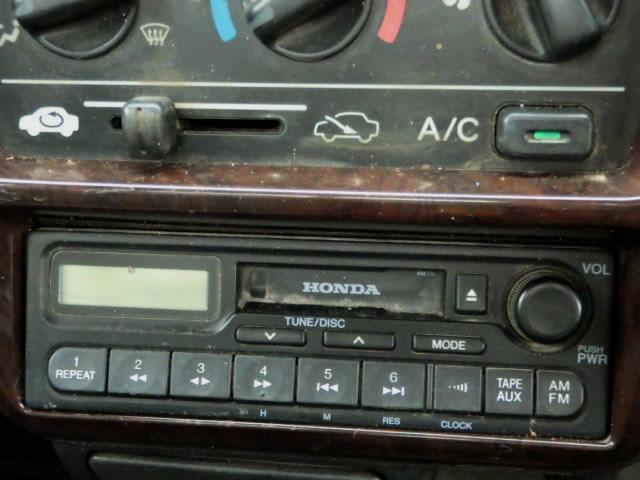 A/C
VOL
HONDA
TUNE/DISC
MODE
PUSH
PWR
1 2 3 4 5 6
REPEAT
TAPE AM
AUX FM
H M RES CLOCK